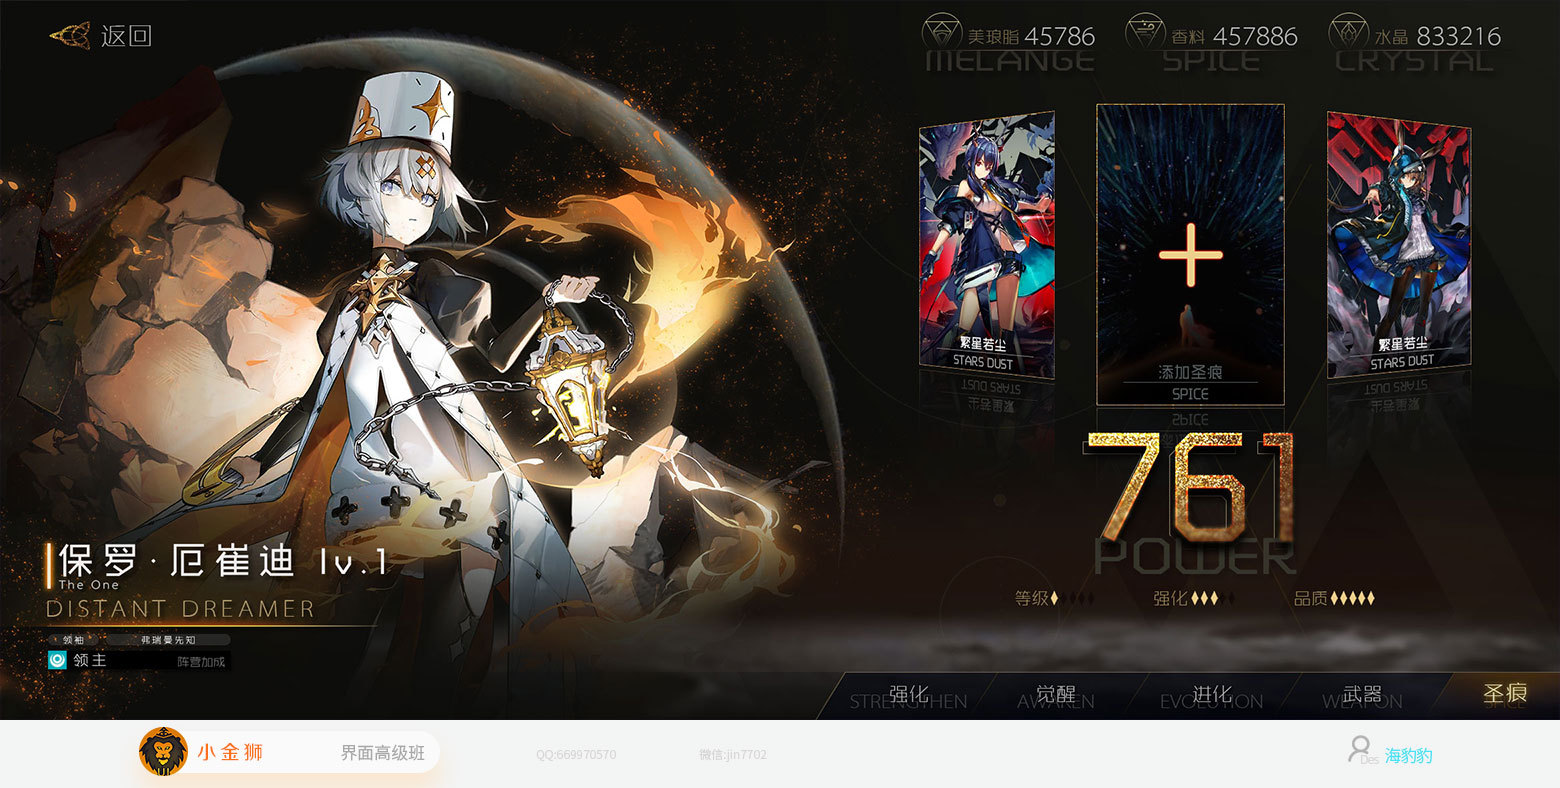 返回
美琅脂 45786
MELANGE
香料 457886
SPICE
水晶 833216
CRYSTAL
繁星若尘
STARS DUST
添加圣痕
SPICE
繁星若尘
STARS DUST
761
POWER
等级
强化
品质
保罗·厄崔迪 lv.1
The One
DISTANT DREAMER
领袖
弗瑞曼先知
领主
阵营加成
强化
STRENGTHEN
觉醒
AWAKEN
进化
EVOLUTION
武器
WEAPON
圣痕
SPICE
小金狮
界面高级班
QQ:669970570
微信:jin7702
Des 海豹豹